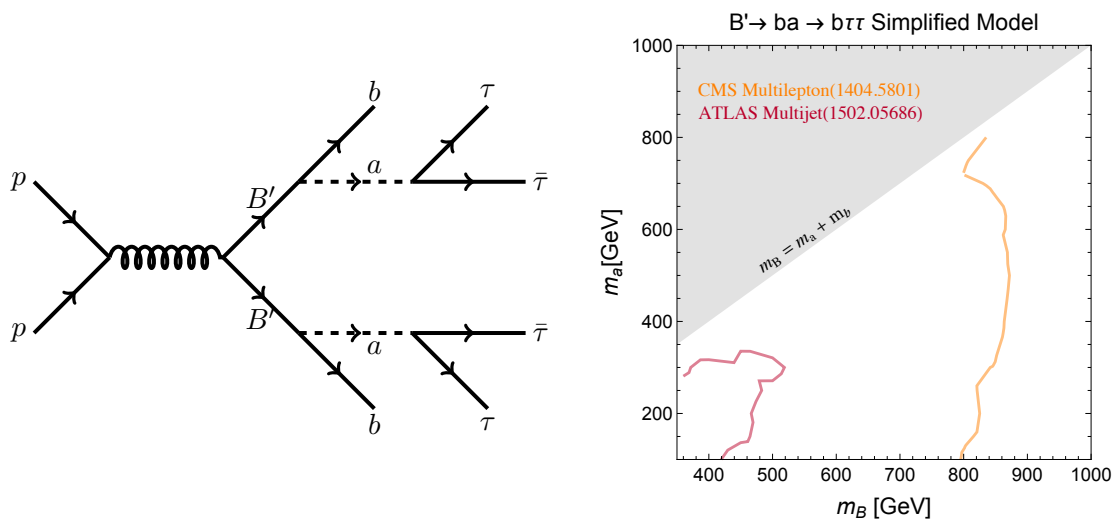 b
τ
p
a
τ̄
B′
B′
p
a
τ̄
b
τ
B′→ ba → bττ Simplified Model
CMS Multilepton(1404.5801)
ATLAS Multijet(1502.05686)
m_B = m_a + m_b
m_a[GeV]
1000
800
600
400
200
400 500 600 700 800 900 1000
m_B [GeV]